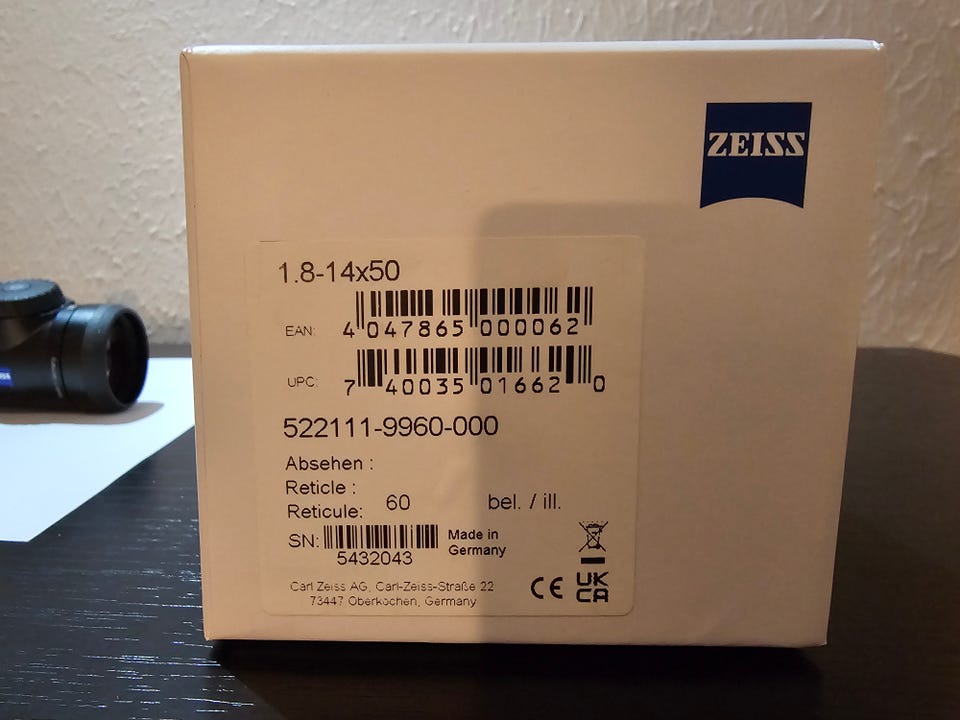 ZEISS
1.8-14x50
EAN: 4 047865 000062
UPC: 7 40035 01662 0
522111-9960-000
Absehen :
Reticle :
Reticule: 60 bel. / ill.
SN: 5432043
Made in
Germany
Carl Zeiss AG, Carl-Zeiss-Straße 22
73447 Oberkochen, Germany
CE UK
CA